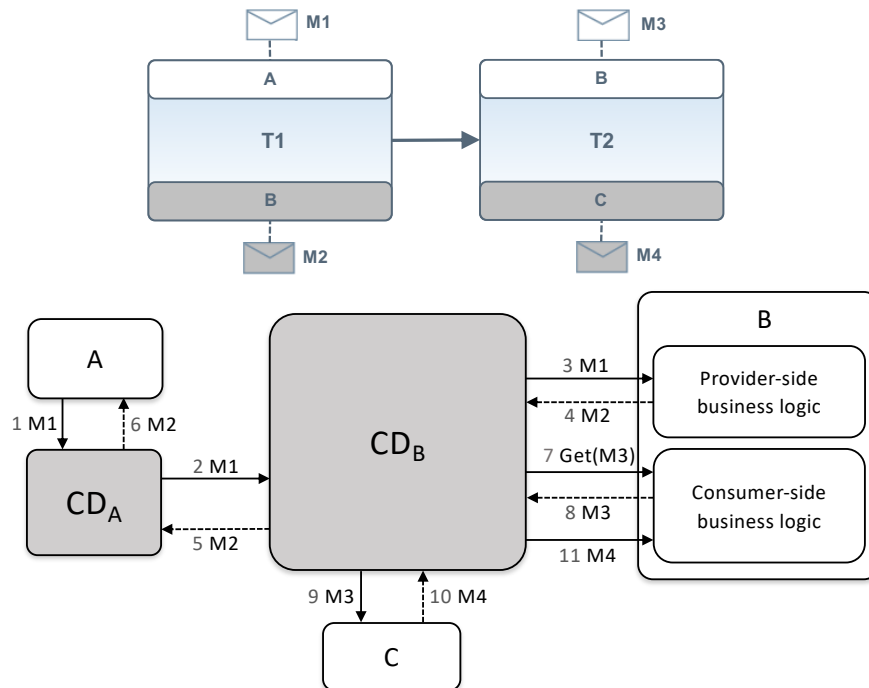 M1
M3
A
B
T1
T2
B
C
M2
M4
A
1 M1
6 M2
CDA
2 M1
5 M2
CDB
9 M3
10 M4
C
B
3 M1
4 M2
Provider-side
business logic
7 Get(M3)
8 M3
11 M4
Consumer-side
business logic